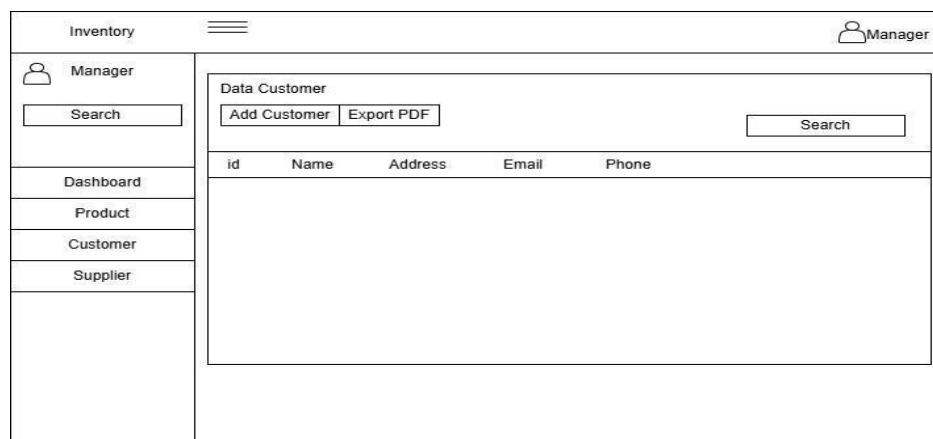 Inventory
Manager
Manager
Search
Dashboard
Product
Customer
Supplier
Data Customer
Add Customer Export PDF
Search
id Name Address Email Phone